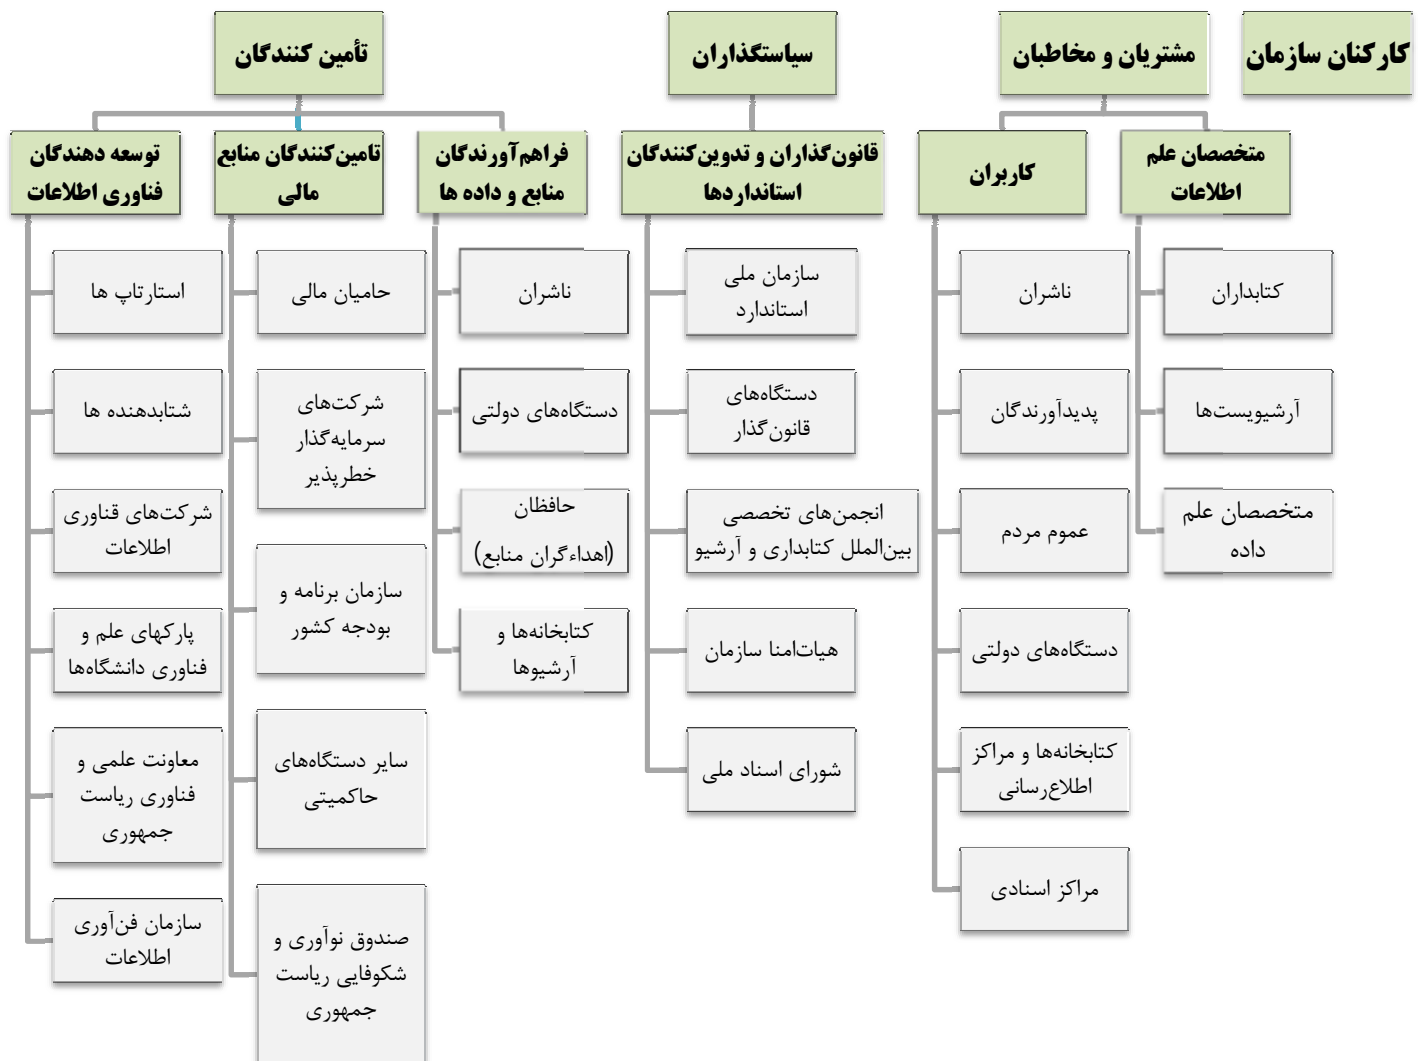 کارکنان سازمان
مشتریان و مخاطبان
سیاستگذاران
تأمین کنندگان
متخصصان علم
اطلاعات
کتابداران
آرشیویست‌ها
متخصصان علم
داده
کاربران
ناشران
پدیدآورندگان
عموم مردم
دستگاه‌های دولتی
کتابخانه‌ها و مراکز
اطلاع‌رسانی
مراکز اسنادی
قانون‌گذاران و تدوین‌کنندگان
استانداردها
سازمان ملی
استاندارد
دستگاه‌های
قانون‌گذار
انجمن‌های تخصصی
بین‌الملل کتابداری و آرشیو
هیات‌امنا سازمان
شورای اسناد ملی
فراهم‌آورندگان
منابع و داده ها
ناشران
دستگاه‌های دولتی
حافظان
(اهداءگران منابع)
کتابخانه‌ها و
آرشیوها
تامین‌کنندگان منابع
مالی
حامیان مالی
شرکت‌های
سرمایه‌گذار
خطرپذیر
سازمان برنامه و
بودجه کشور
سایر دستگاه‌های
حاکمیتی
صندوق نوآوری و
شکوفایی ریاست
جمهوری
توسعه دهندگان
فناوری اطلاعات
استارتاپ ها
شتابدهنده ها
شرکت‌های قناوری
اطلاعات
پارکهای علم و
فناوری دانشگاه‌ها
معاونت علمی و
فناوری ریاست
جمهوری
سازمان فن‌آوری
اطلاعات